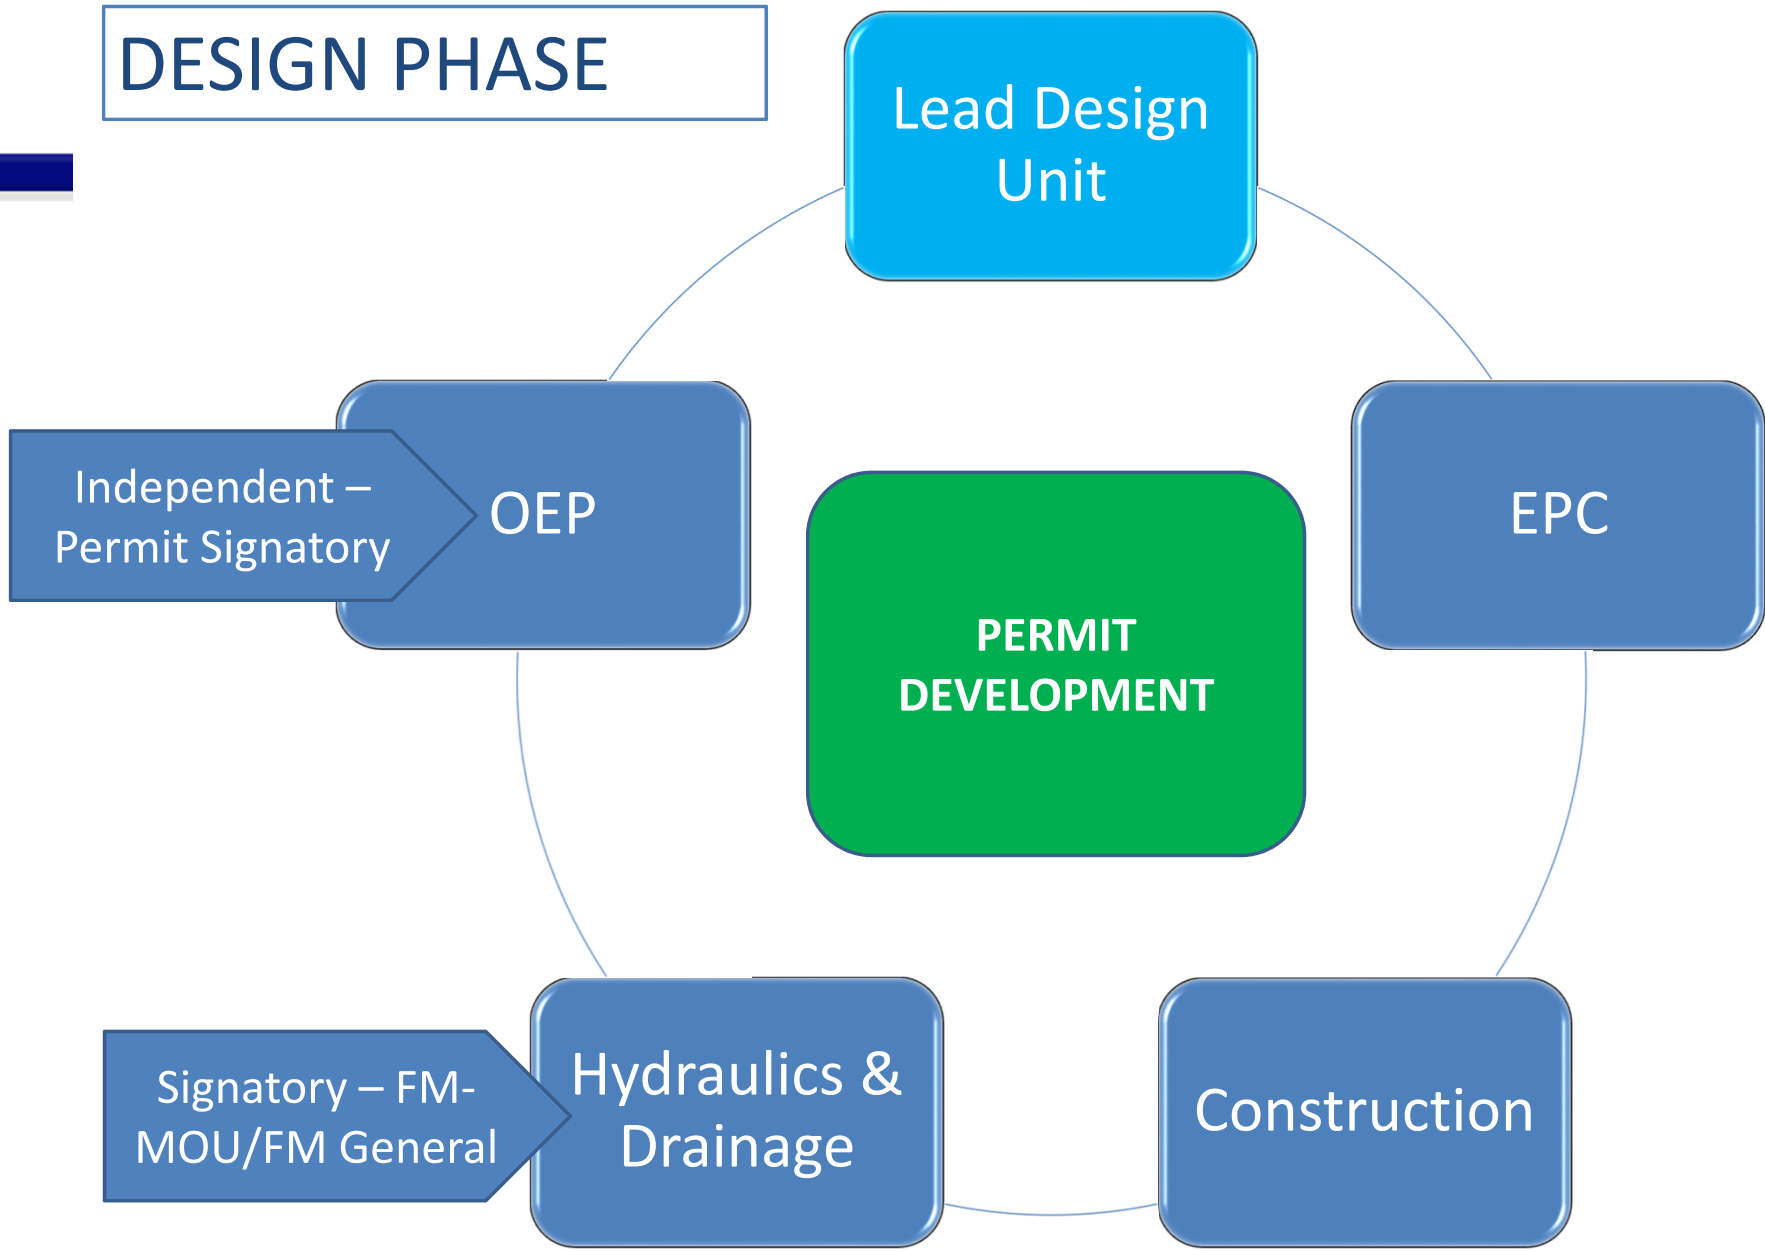 DESIGN PHASE
Lead Design
Unit
Independent –
Permit Signatory
OEP
EPC
PERMIT
DEVELOPMENT
Signatory – FM-
MOU/FM General
Hydraulics &
Drainage
Construction